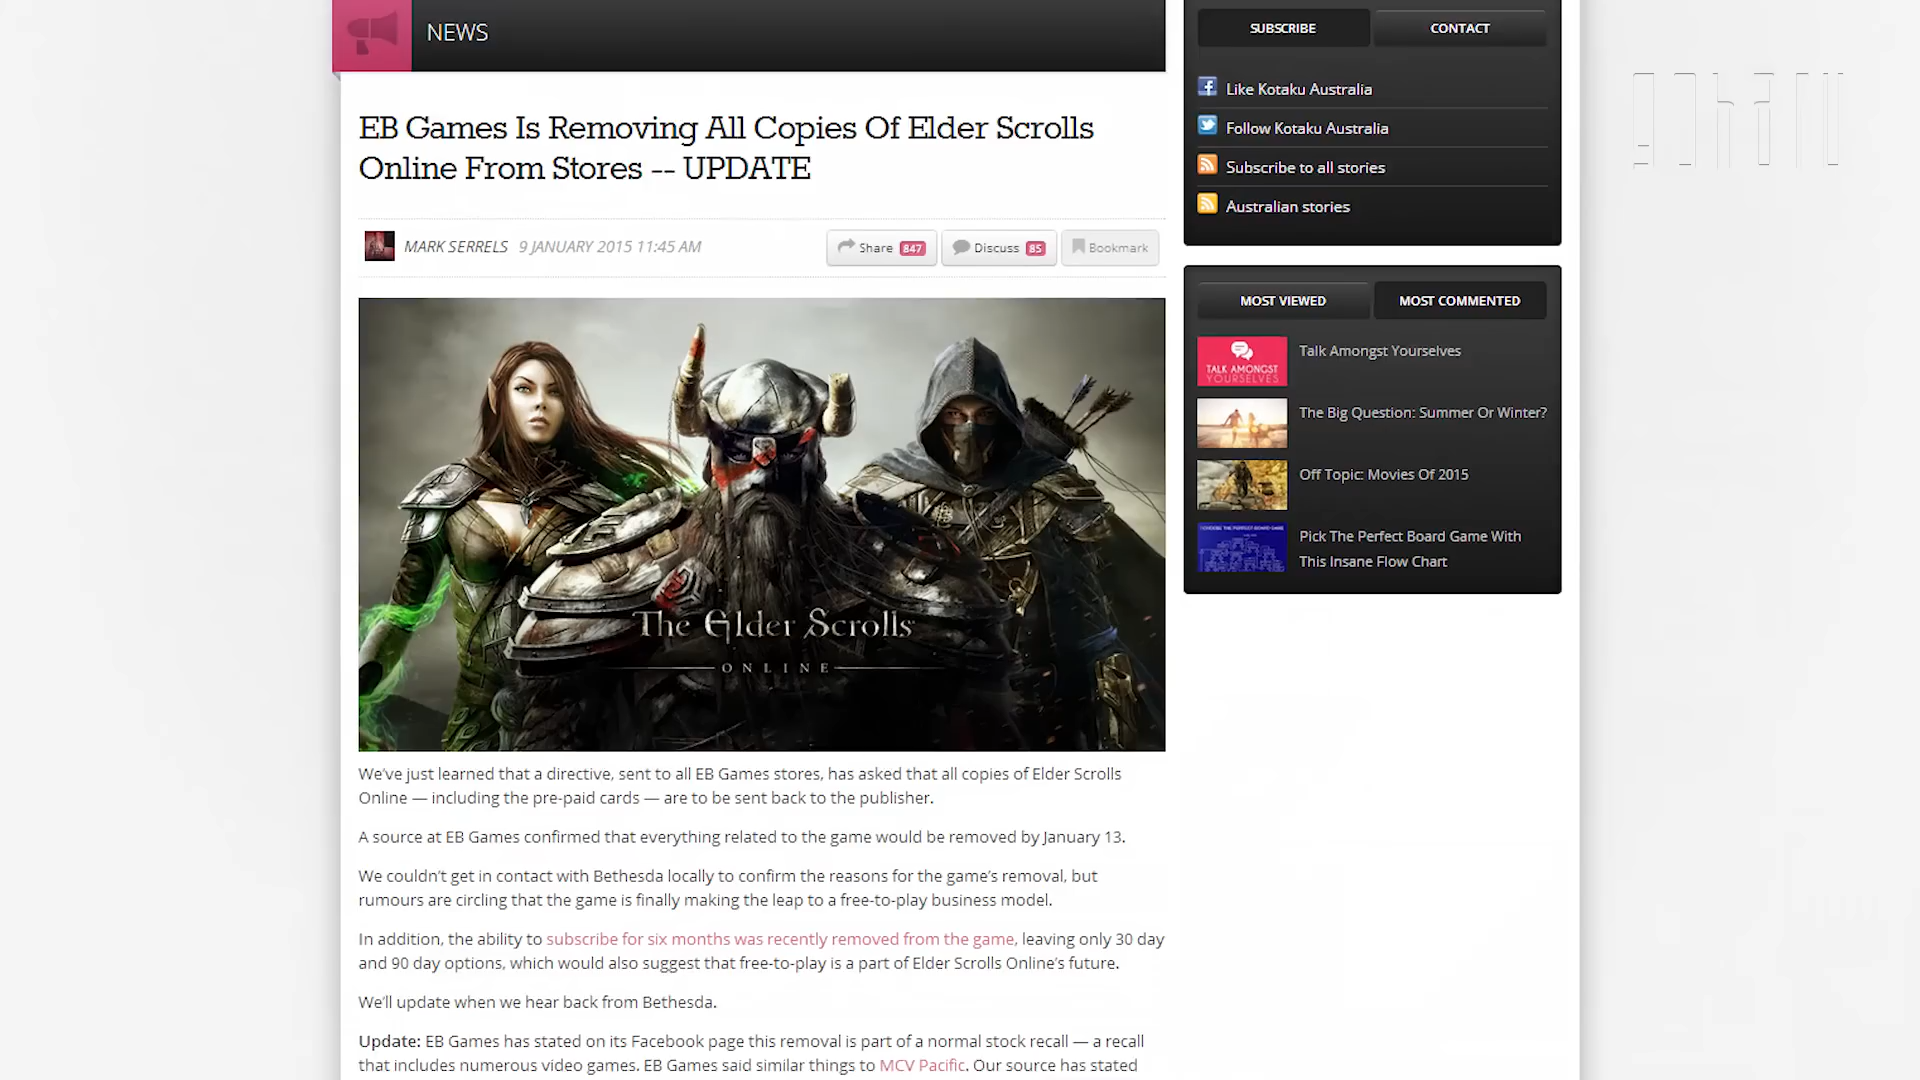 NEWS
EB Games Is Removing All Copies Of Elder Scrolls
Online From Stores -- UPDATE
MARK SERRELS 9 JANUARY 2015 11:45 AM
Share 847
Discuss 85
Bookmark
The Elder Scrolls
ONLINE
We've just learned that a directive, sent to all EB Games stores, has asked that all copies of Elder Scrolls
Online — including the pre-paid cards — are to be sent back to the publisher.
A source at EB Games confirmed that everything related to the game would be removed by January 13.
We couldn't get in contact with Bethesda locally to confirm the reasons for the game's removal, but
rumours are circling that the game is finally making the leap to a free-to-play business model.
In addition, the ability to subscribe for six months was recently removed from the game, leaving only 30 day
and 90 day options, which would also suggest that free-to-play is a part of Elder Scrolls Online's future.
We'll update when we hear back from Bethesda.
Update: EB Games has stated on its Facebook page this removal is part of a normal stock recall — a recall
that includes numerous video games. EB Games said similar things to MCV Pacific. Our source has stated
SUBSCRIBE
CONTACT
Like Kotaku Australia
Follow Kotaku Australia
Subscribe to all stories
Australian stories
MOST VIEWED
MOST COMMENTED
TALK AMONGST
YOURSELVES
Talk Amongst Yourselves
The Big Question: Summer Or Winter?
Off Topic: Movies Of 2015
Pick The Perfect Board Game With
This Insane Flow Chart